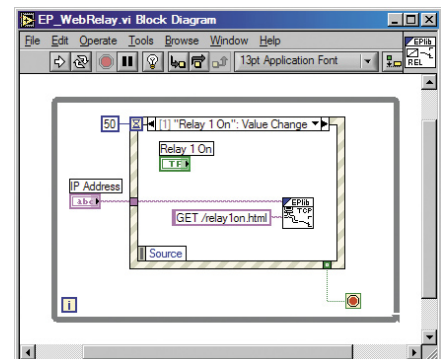 EP_WebRelay.vi Block Diagram
File Edit Operate Tools Browse Window Help
13pt Application Font
EPlib
REL
50
[1] "Relay 1 On": Value Change
Relay 1 On
TF
IP Address
abc
EPlib
TCP
GET /relay1on.html
Source
i